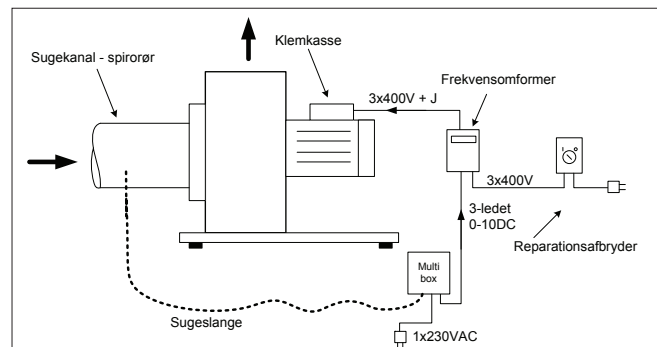 Sugekanal - spirorør
Klemkasse
3x400V + J
Frekvensomformer
I O
3x400V
3-ledet
0-10DC
Reparationsafbryder
Multi
box
Sugeslange
1x230VAC